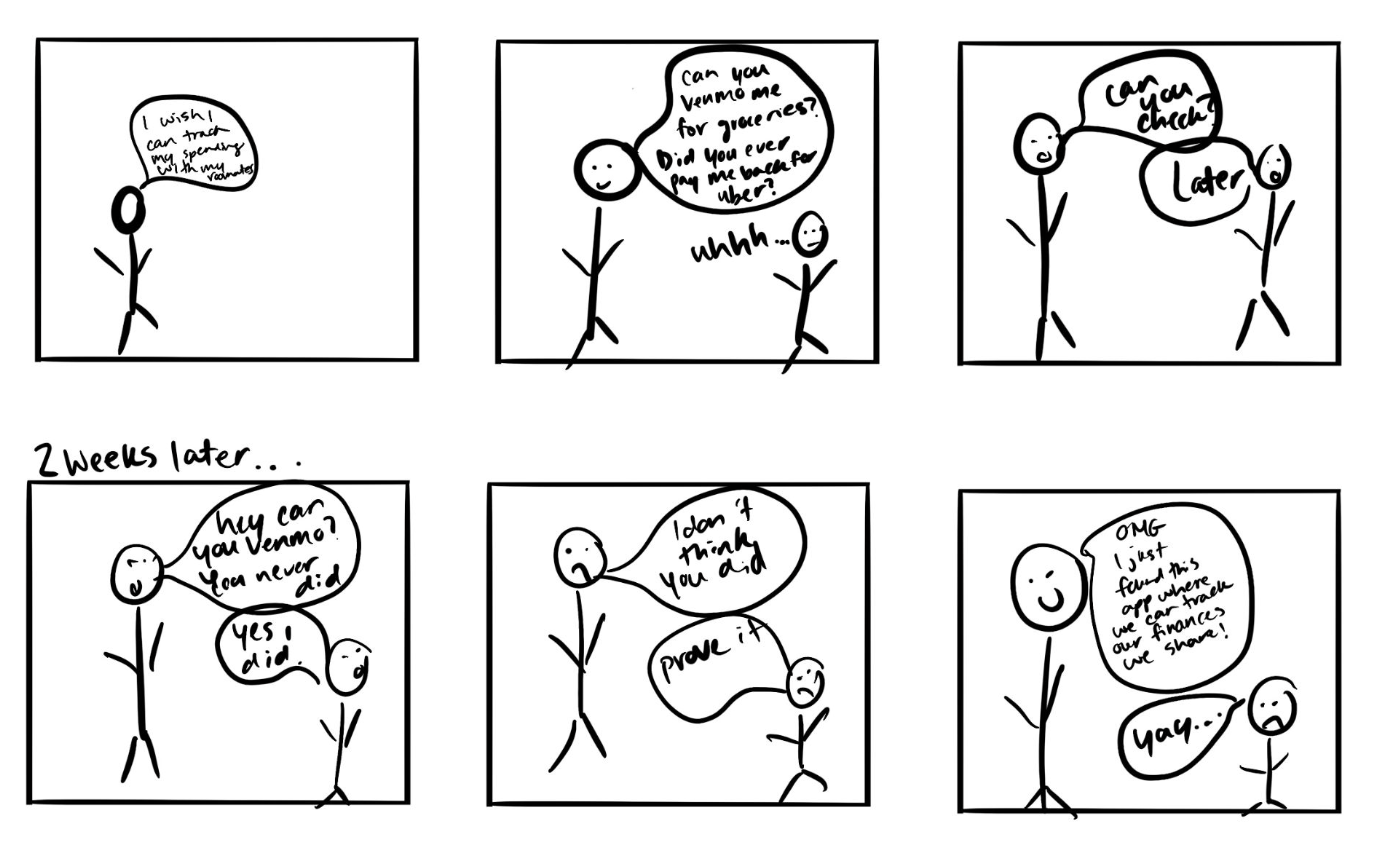 I wish I
can track
my spending
with my
roomates
can you
venmo me
for groceries?
Did you ever
pay me back for
uber?
uhhh...
can
you
check?
Later
2 weeks later...
hey can
you venmo?
You never
did
yes I
did.
I don't
think
you did
prove it
OMG
I just
found this
app where
we can track
our finances
we share!
yay...